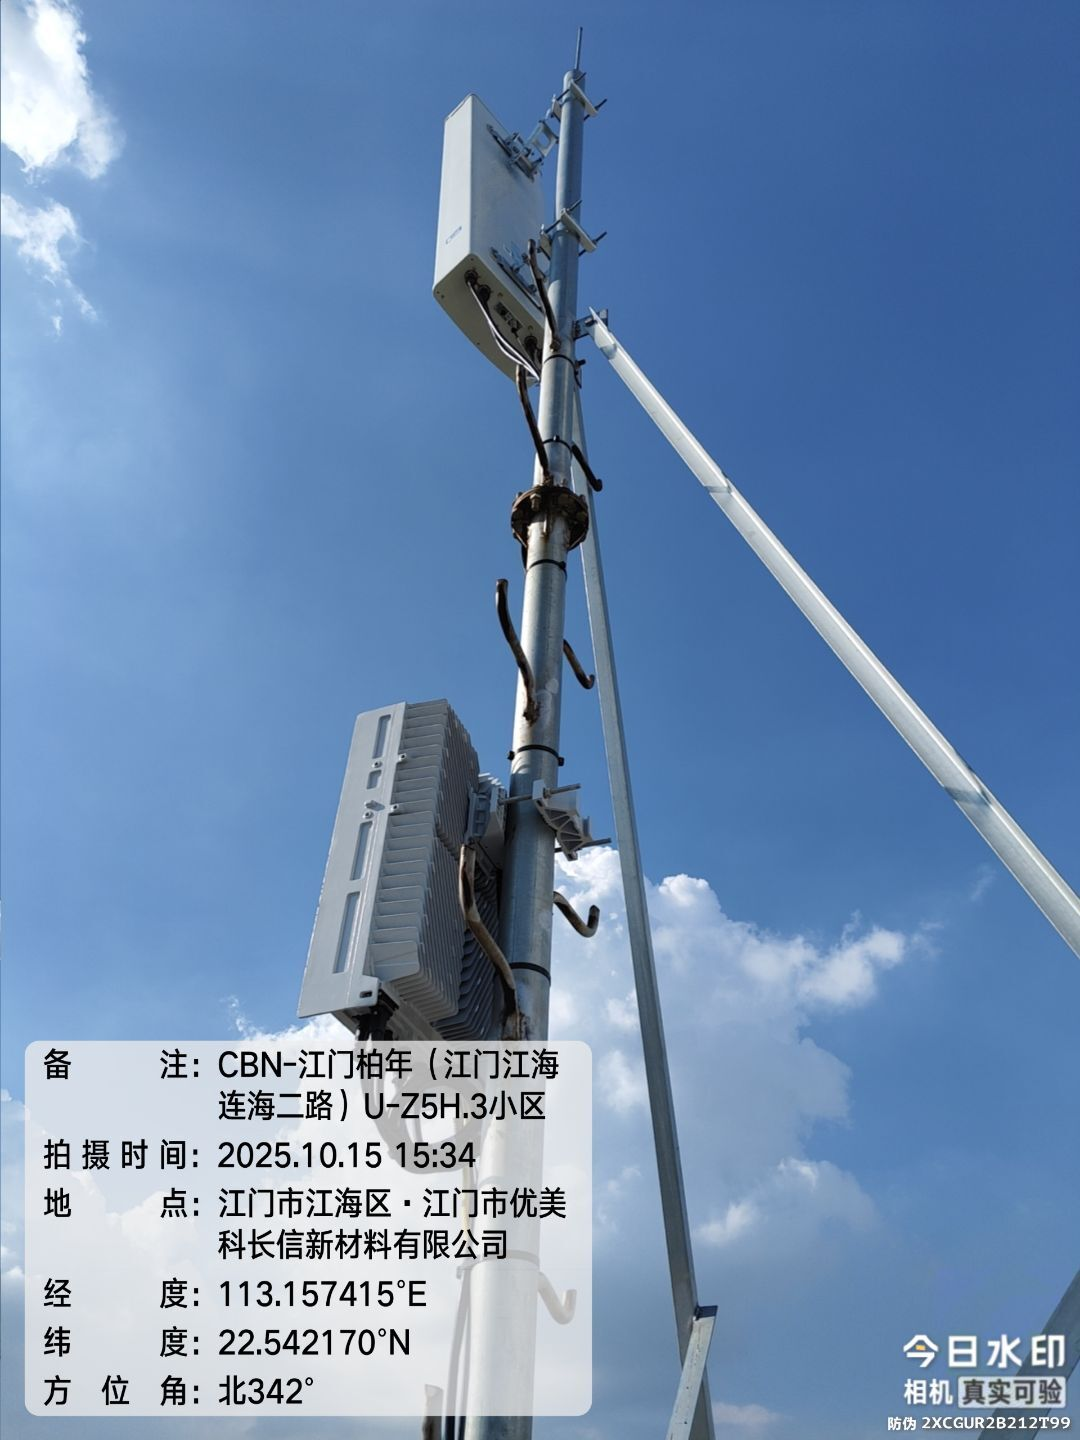 备注：CBN-江门柏年（江门江海
连海二路）U-Z5H.3小区
拍摄时间：2025.10.15 15:34
地点：江门市江海区·江门市优美
科长信新材料有限公司
经度：113.157415°E
纬度：22.542170°N
方位角：北342°
今日水印
相机 真实可验
防伪 2XCGUR2B212T99